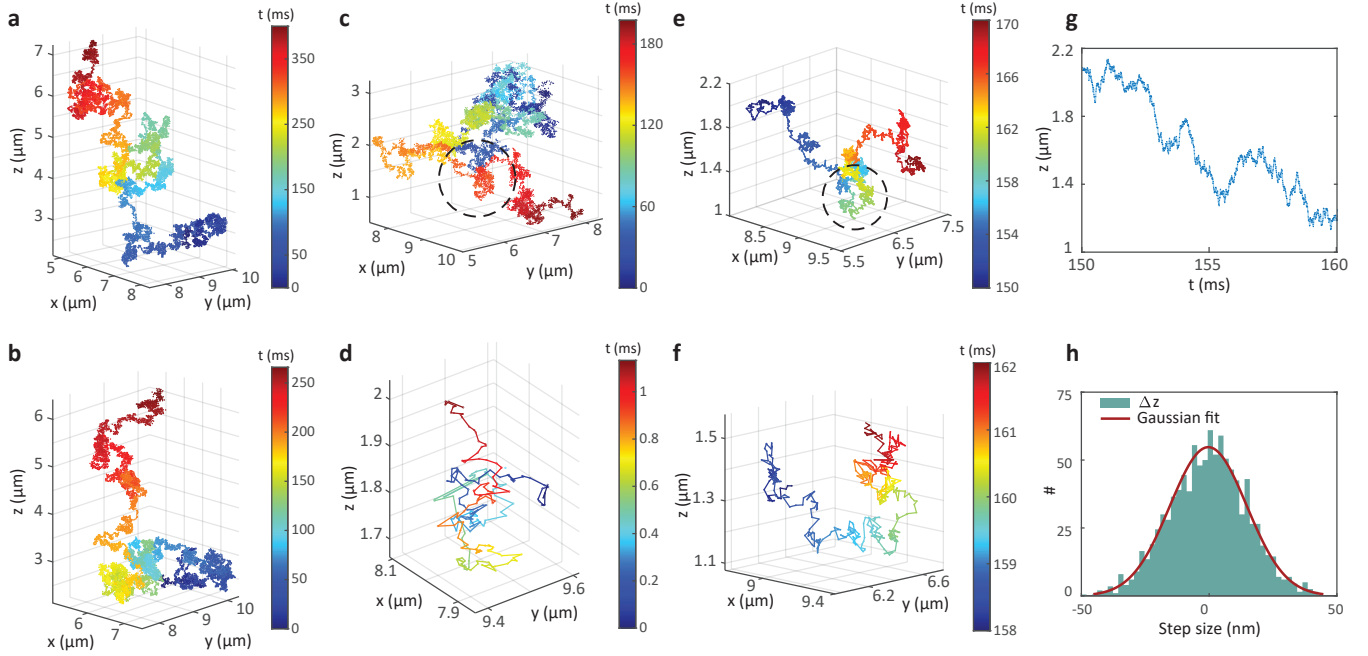 a
t (ms)
7
6
5
4
3
z (µm)
5
6
7
8
x (µm)
8
9
10
y (µm)
350
300
250
200
150
100
50
0
c
t (ms)
3
2
1
z (µm)
8
9
10
x (µm)
5
6
7
8
y (µm)
180
120
60
0
e
t (ms)
2.2
1.8
1.4
1
z (µm)
8.5
9
9.5
x (µm)
5.5
6.5
7.5
y (µm)
170
166
162
158
154
150
g
2.2
1.8
1.4
1
z (µm)
150
155
160
t (ms)
b
t (ms)
6
5
4
3
z (µm)
6
7
x (µm)
8
9
10
y (µm)
250
200
150
100
50
0
d
t (ms)
2
1.9
1.8
1.7
z (µm)
8.1
7.9
x (µm)
9.4
9.6
y (µm)
1
0.8
0.6
0.4
0.2
0
f
t (ms)
1.5
1.3
1.1
z (µm)
9
9.4
x (µm)
6.2
6.6
y (µm)
162
161
160
159
158
h
75
50
25
0
#
Δz
Gaussian fit
-50
0
50
Step size (nm)